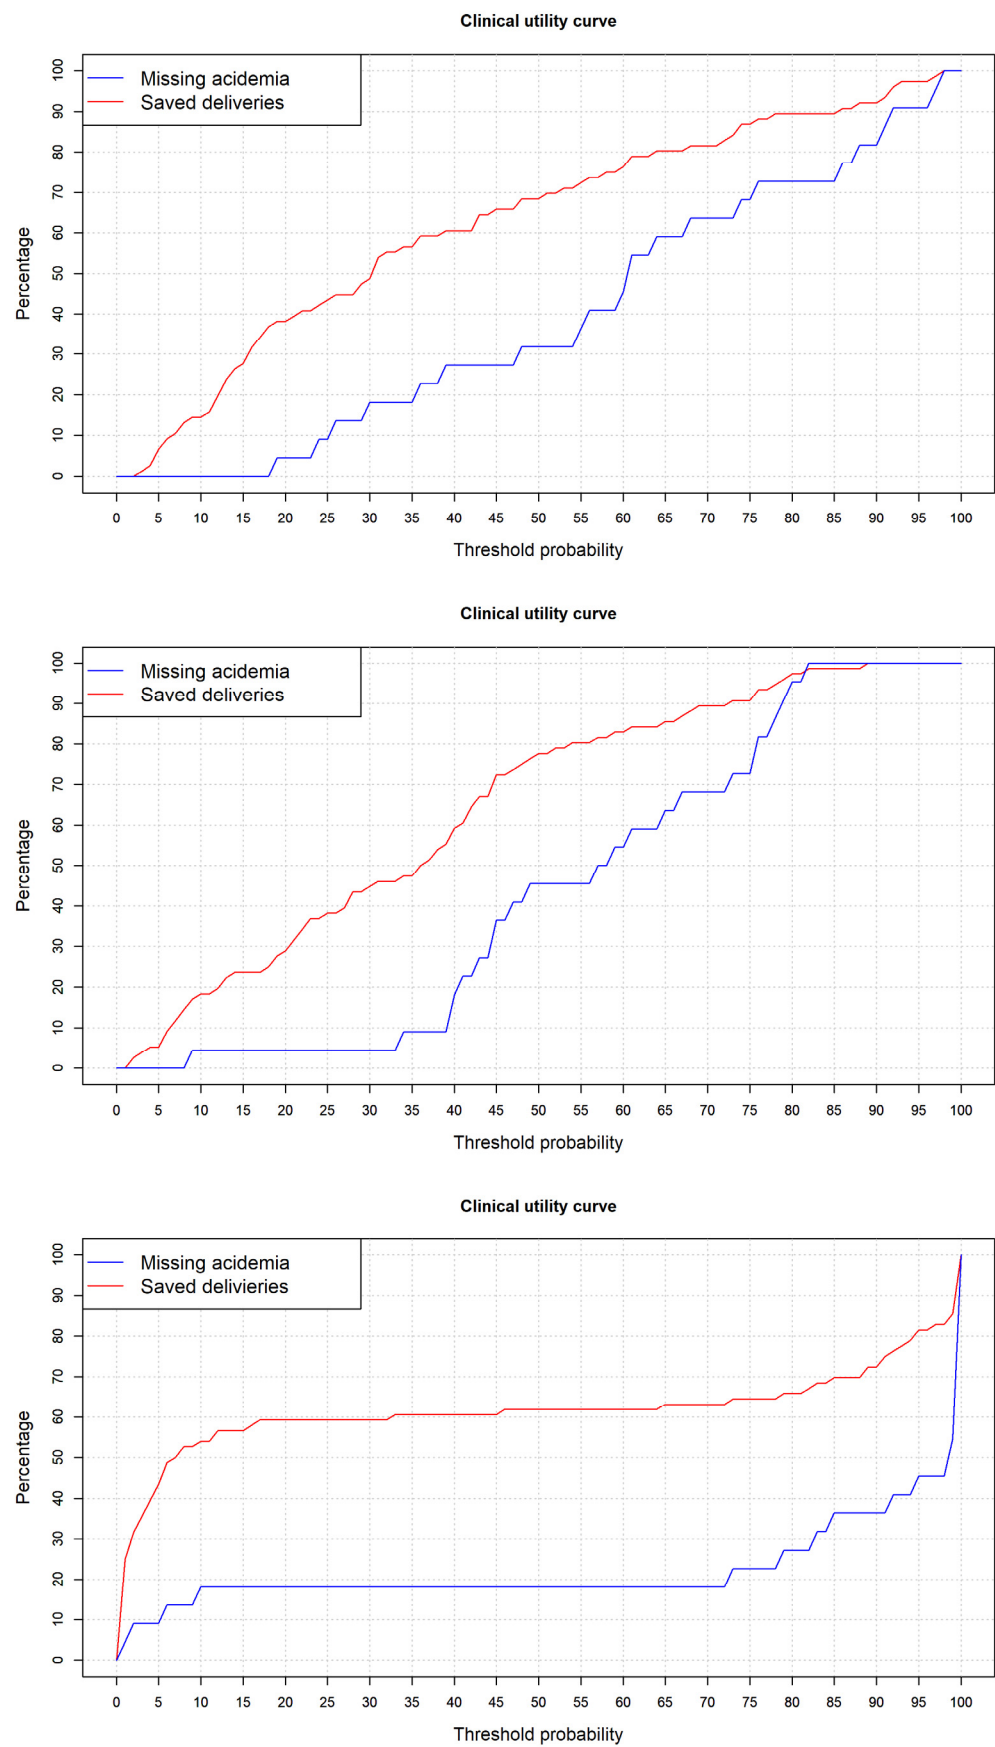 Clinical utility curve
Missing acidemia
Saved deliveries
Percentage
0 10 20 30 40 50 60 70 80 90 100
0 5 10 15 20 25 30 35 40 45 50 55 60 65 70 75 80 85 90 95 100
Threshold probability
Clinical utility curve
Missing acidemia
Saved deliveries
Percentage
0 10 20 30 40 50 60 70 80 90 100
0 5 10 15 20 25 30 35 40 45 50 55 60 65 70 75 80 85 90 95 100
Threshold probability
Clinical utility curve
Missing acidemia
Saved delivieries
Percentage
0 10 20 30 40 50 60 70 80 90 100
0 5 10 15 20 25 30 35 40 45 50 55 60 65 70 75 80 85 90 95 100
Threshold probability